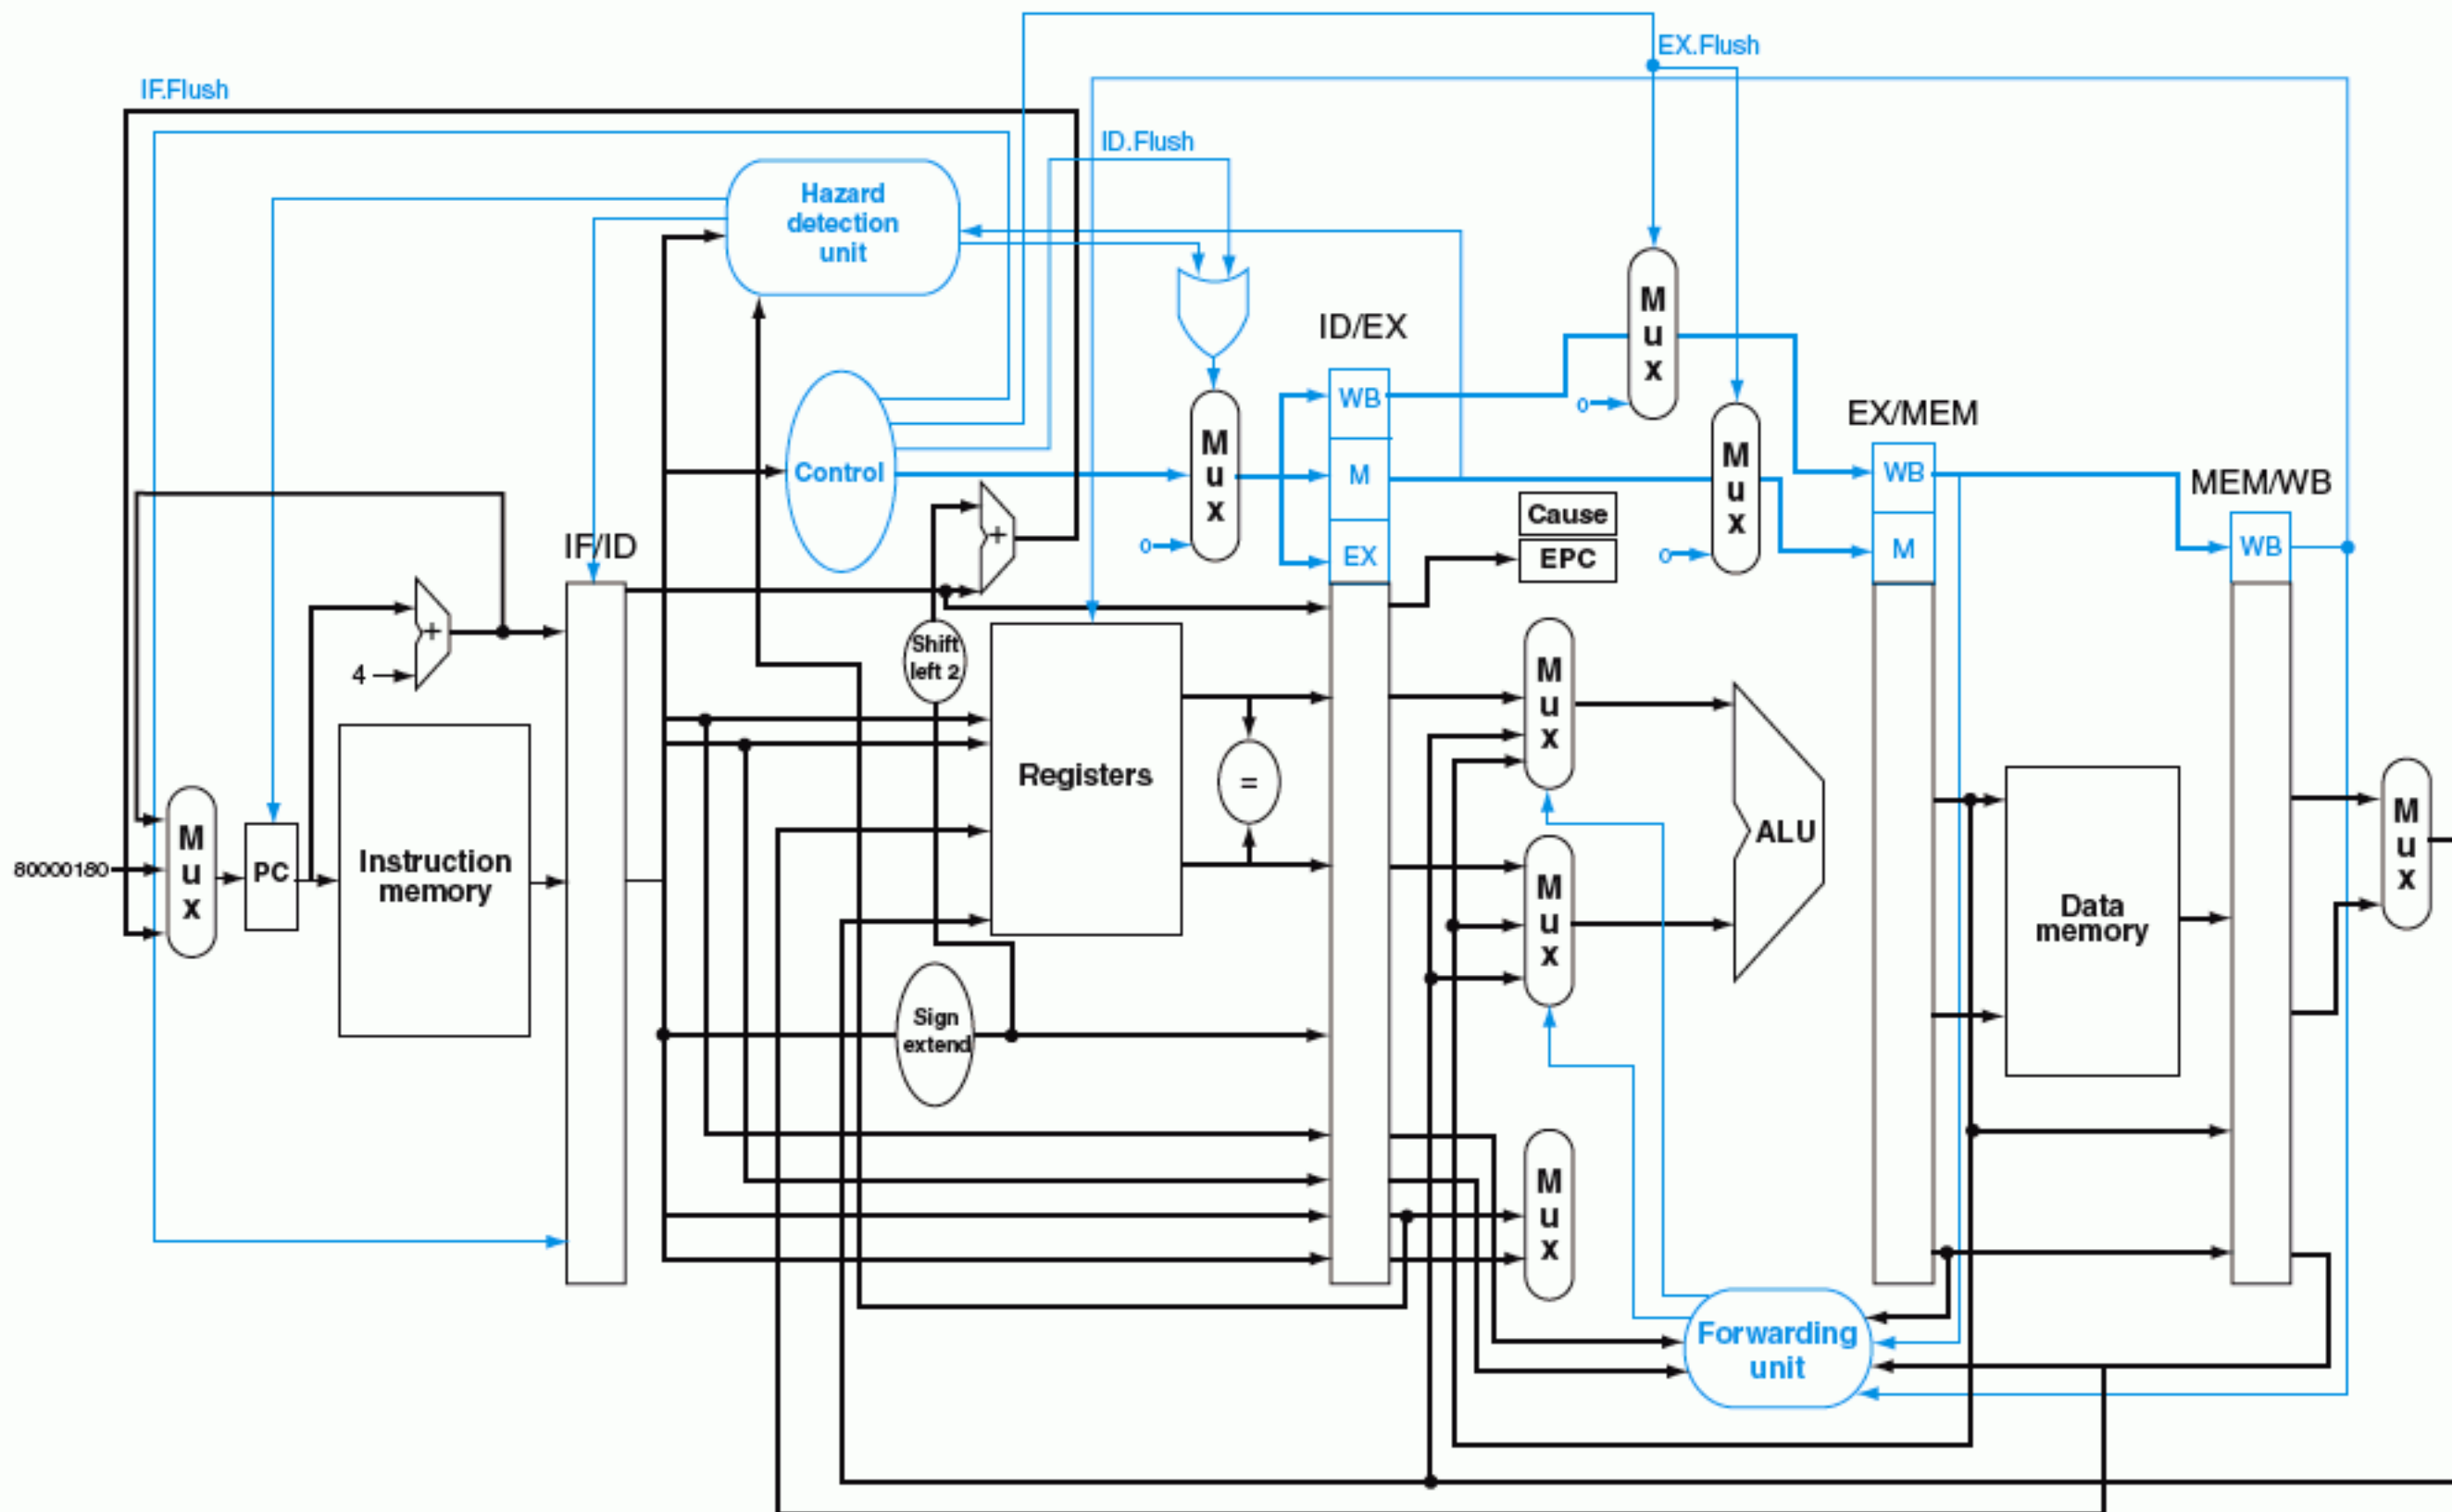 EX.Flush
IF.Flush
ID.Flush
Hazard
detection
unit
ID/EX
M
u
x
0
WB
M
EX
Control
M
u
x
0
M
u
x
0
EX/MEM
WB
M
MEM/WB
WB
Cause
EPC
IF/ID
+
+
4
Shift
left 2
M
u
x
80000180
PC
Instruction
memory
Registers
=
M
u
x
M
u
x
ALU
Data
memory
M
u
x
Sign
extend
M
u
x
Forwarding
unit